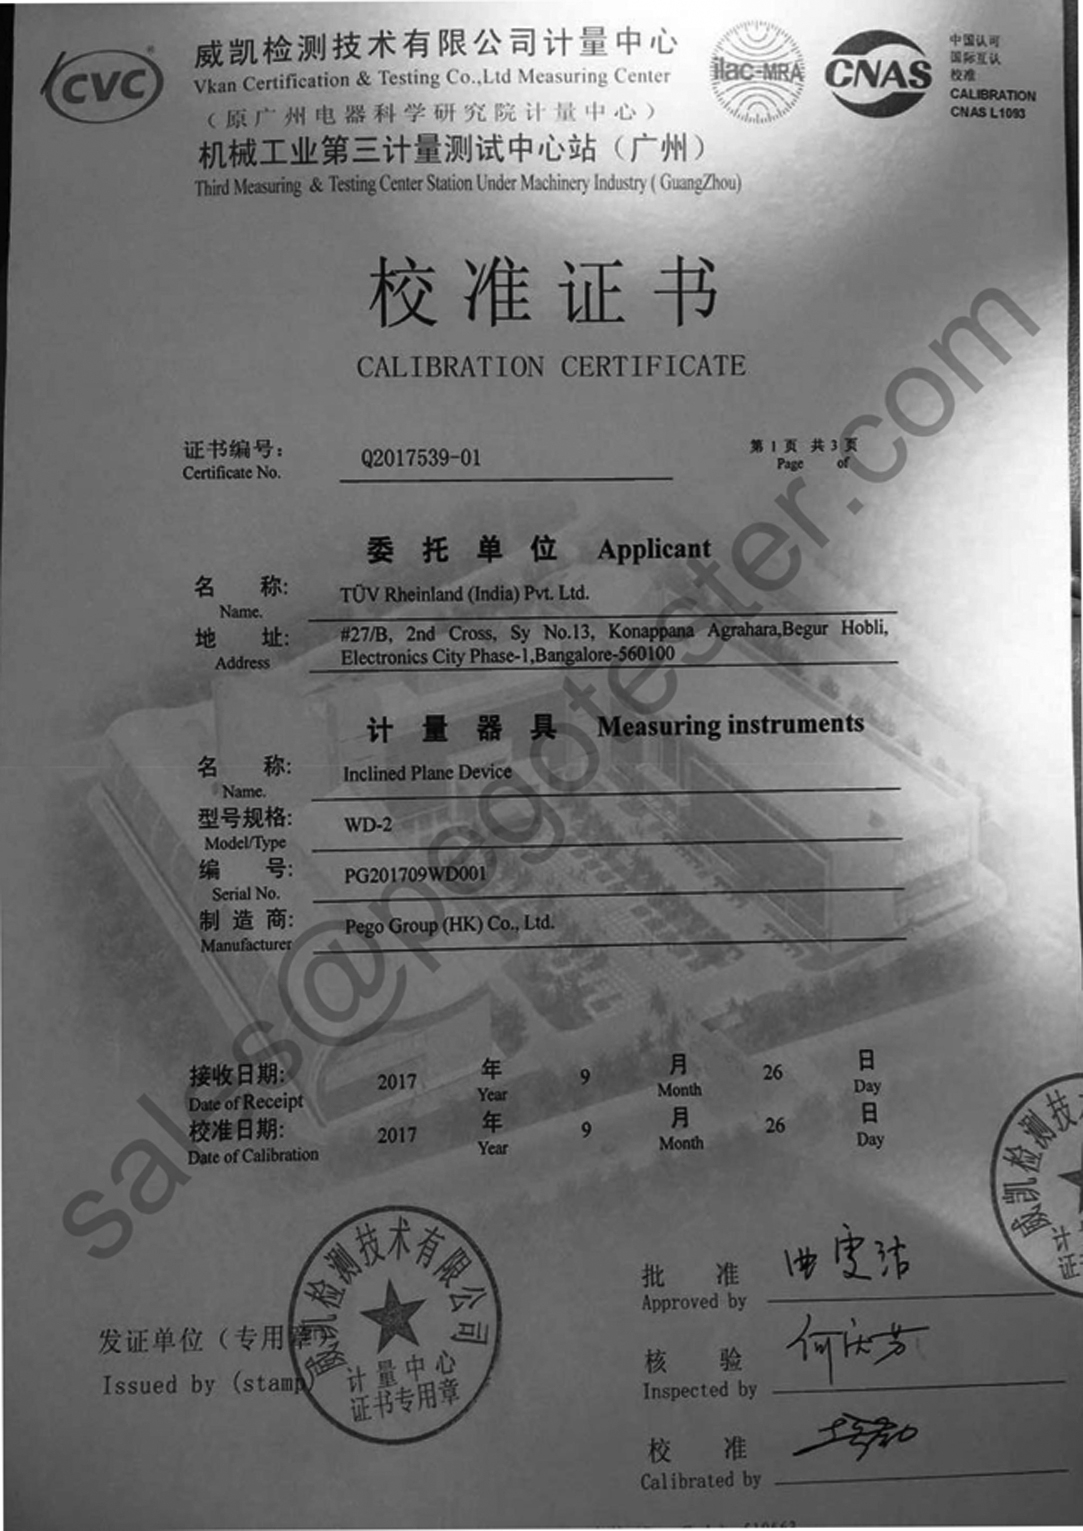 CVC®
威凯检测技术有限公司计量中心
Vkan Certification & Testing Co.,Ltd Measuring Center
（原广州电器科学研究院计量中心）
机械工业第三计量测试中心站（广州）
Third Measuring & Testing Center Station Under Machinery Industry ( GuangZhou)
ilac-MRA
CNAS
中国认可
国际互认
校准
CALIBRATION
CNAS L1093
校准证书
CALIBRATION CERTIFICATE
证书编号: Q2017539-01 第 1 页 共 3 页
Certificate No. Page of
委托单位 Applicant
名 称: TÜV Rheinland (India) Pvt. Ltd.
Name.
地 址: #27/B, 2nd Cross, Sy No.13, Konappana Agrahara,Begur Hobli,
Address Electronics City Phase-1,Bangalore-560100
计量器具 Measuring instruments
名 称: Inclined Plane Device
Name.
型号规格: WD-2
Model/Type
编 号: PG201709WD001
Serial No.
制造商: Pego Group (HK) Co., Ltd.
Manufacturer
接收日期: 2017 年 9 月 26 日
Date of Receipt Year Month Day
校准日期: 2017 年 9 月 26 日
Date of Calibration Year Month Day
发证单位（专用章）
Issued by (stamp)
威凯检测技术有限公司
计量中心
证书专用章
批 准
Approved by
核 验
Inspected by
校 准
Calibrated by
威凯检测技术
sales@pegotester.com